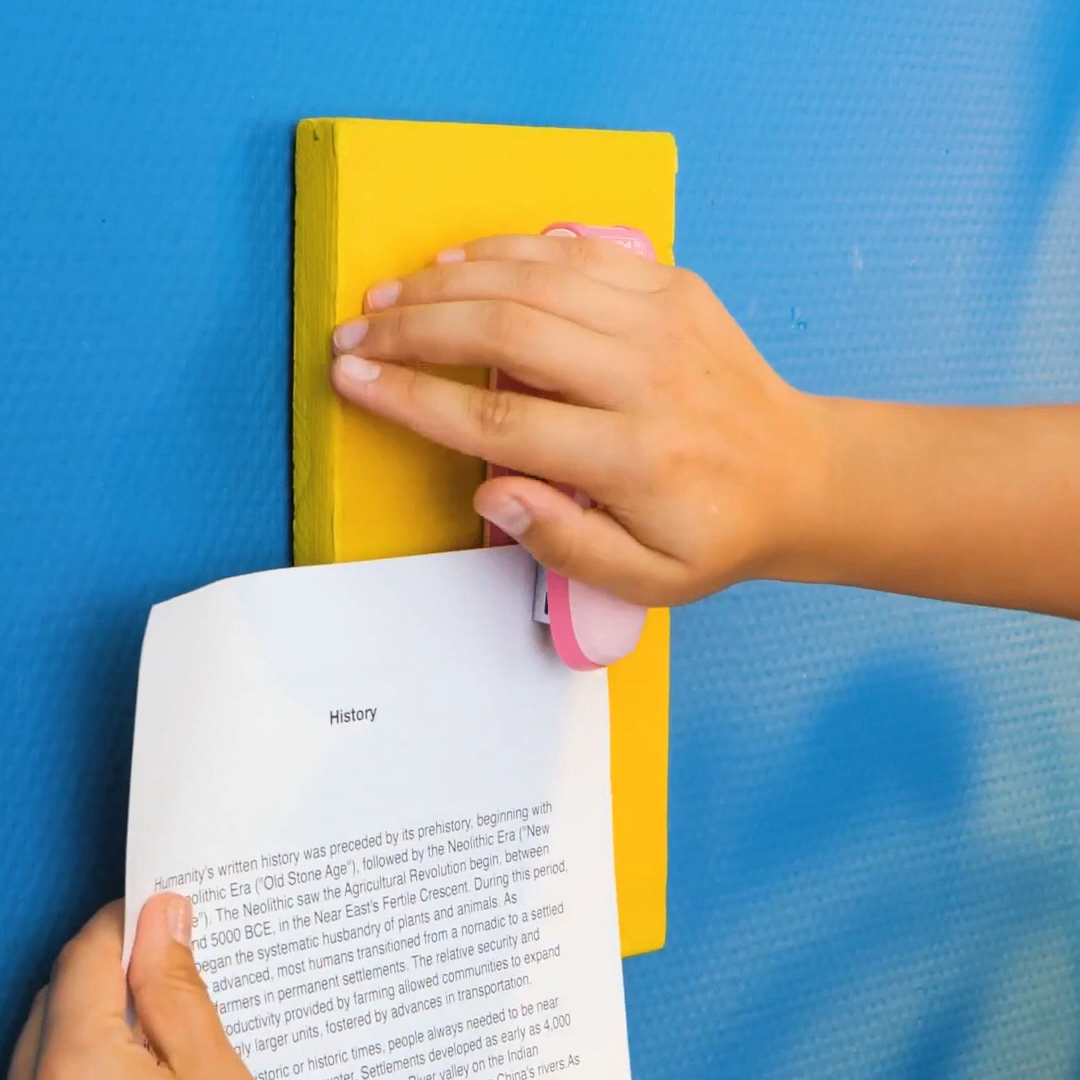 History
Humanity's written history was preceded by its prehistory, beginning with
olithic Era ("Old Stone Age"), followed by the Neolithic Era ("New
e"). The Neolithic saw the Agricultural Revolution begin, between
nd 5000 BCE, in the Near East's Fertile Crescent. During this period,
began the systematic husbandry of plants and animals. As
advanced, most humans transitioned from a nomadic to a settled
farmers in permanent settlements. The relative security and
oductivity provided by farming allowed communities to expand
gly larger units, fostered by advances in transportation.
storic or historic times, people always needed to be near
water. Settlements developed as early as 4,000
River valley on the Indian
China's rivers.As